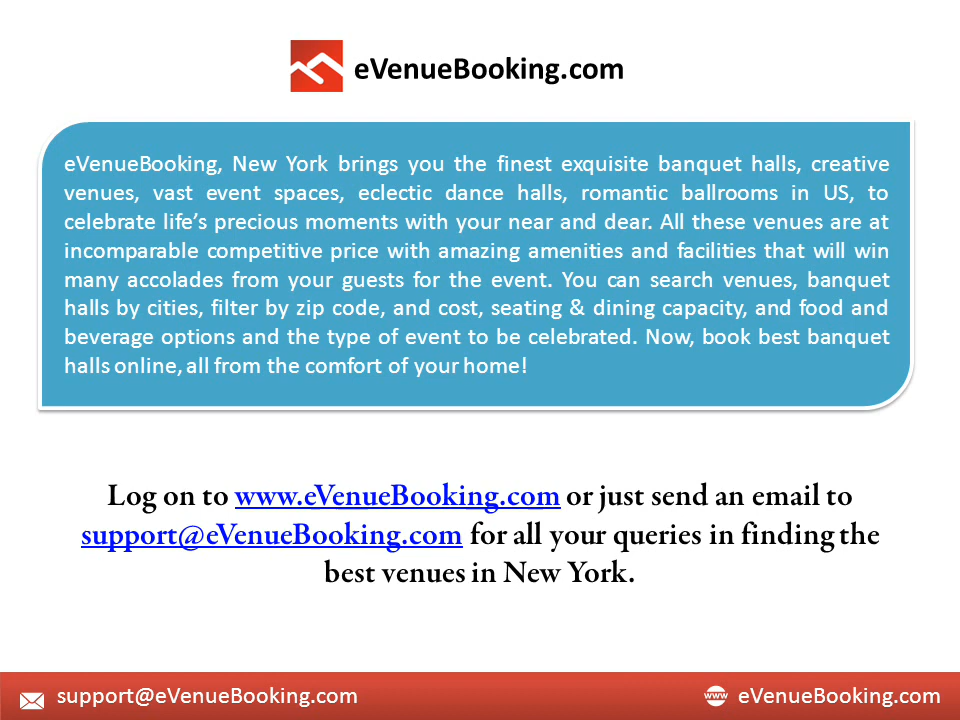 eVenueBooking.com
eVenueBooking, New York brings you the finest exquisite banquet halls, creative
venues, vast event spaces, eclectic dance halls, romantic ballrooms in US, to
celebrate life’s precious moments with your near and dear. All these venues are at
incomparable competitive price with amazing amenities and facilities that will win
many accolades from your guests for the event. You can search venues, banquet
halls by cities, filter by zip code, and cost, seating & dining capacity, and food and
beverage options and the type of event to be celebrated. Now, book best banquet
halls online, all from the comfort of your home!
Log on to www.eVenueBooking.com or just send an email to
support@eVenueBooking.com for all your queries in finding the
best venues in New York.
support@eVenueBooking.com
www eVenueBooking.com